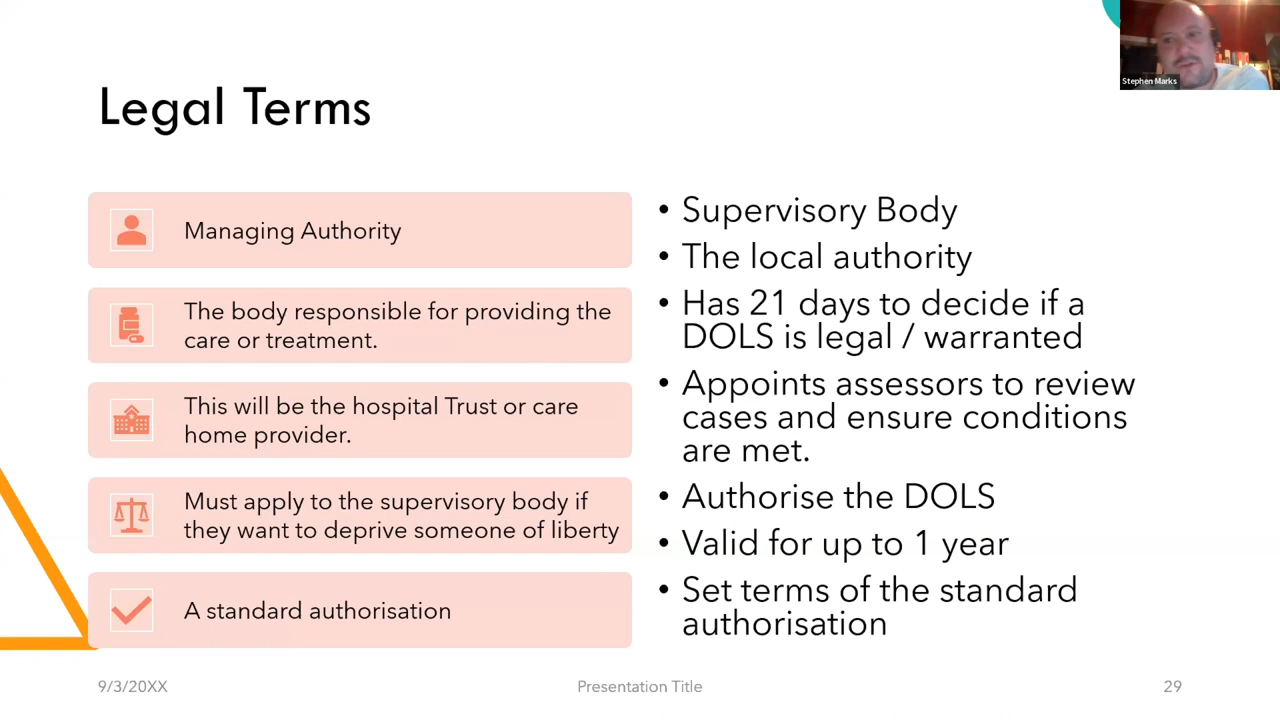 Stephen Marks
Legal Terms
Managing Authority
The body responsible for providing the
care or treatment.
This will be the hospital Trust or care
home provider.
Must apply to the supervisory body if
they want to deprive someone of liberty
A standard authorisation
• Supervisory Body
• The local authority
• Has 21 days to decide if a
DOLS is legal / warranted
• Appoints assessors to review
cases and ensure conditions
are met.
• Authorise the DOLS
• Valid for up to 1 year
• Set terms of the standard
authorisation
9/3/20XX
Presentation Title
29